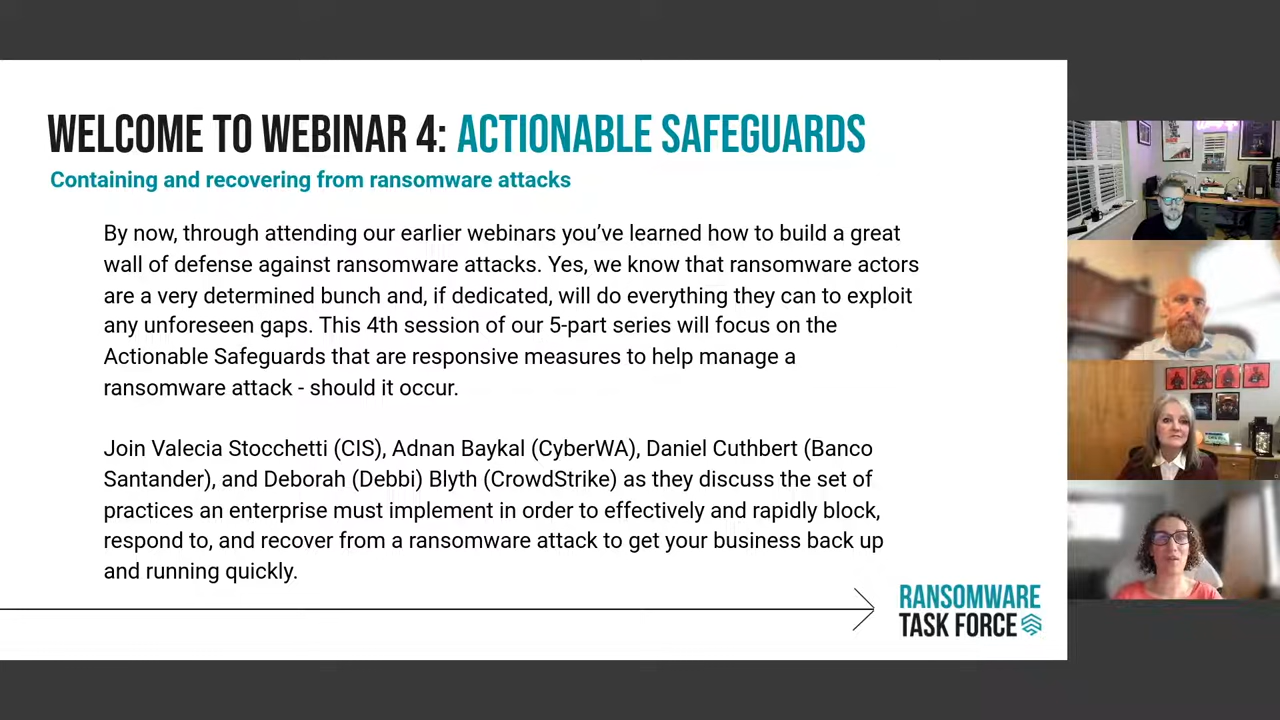 WELCOME TO WEBINAR 4: ACTIONABLE SAFEGUARDS
Containing and recovering from ransomware attacks
By now, through attending our earlier webinars you’ve learned how to build a great
wall of defense against ransomware attacks. Yes, we know that ransomware actors
are a very determined bunch and, if dedicated, will do everything they can to exploit
any unforeseen gaps. This 4th session of our 5-part series will focus on the
Actionable Safeguards that are responsive measures to help manage a
ransomware attack - should it occur.
Join Valecia Stocchetti (CIS), Adnan Baykal (CyberWA), Daniel Cuthbert (Banco
Santander), and Deborah (Debbi) Blyth (CrowdStrike) as they discuss the set of
practices an enterprise must implement in order to effectively and rapidly block,
respond to, and recover from a ransomware attack to get your business back up
and running quickly.
RANSOMWARE
TASK FORCE